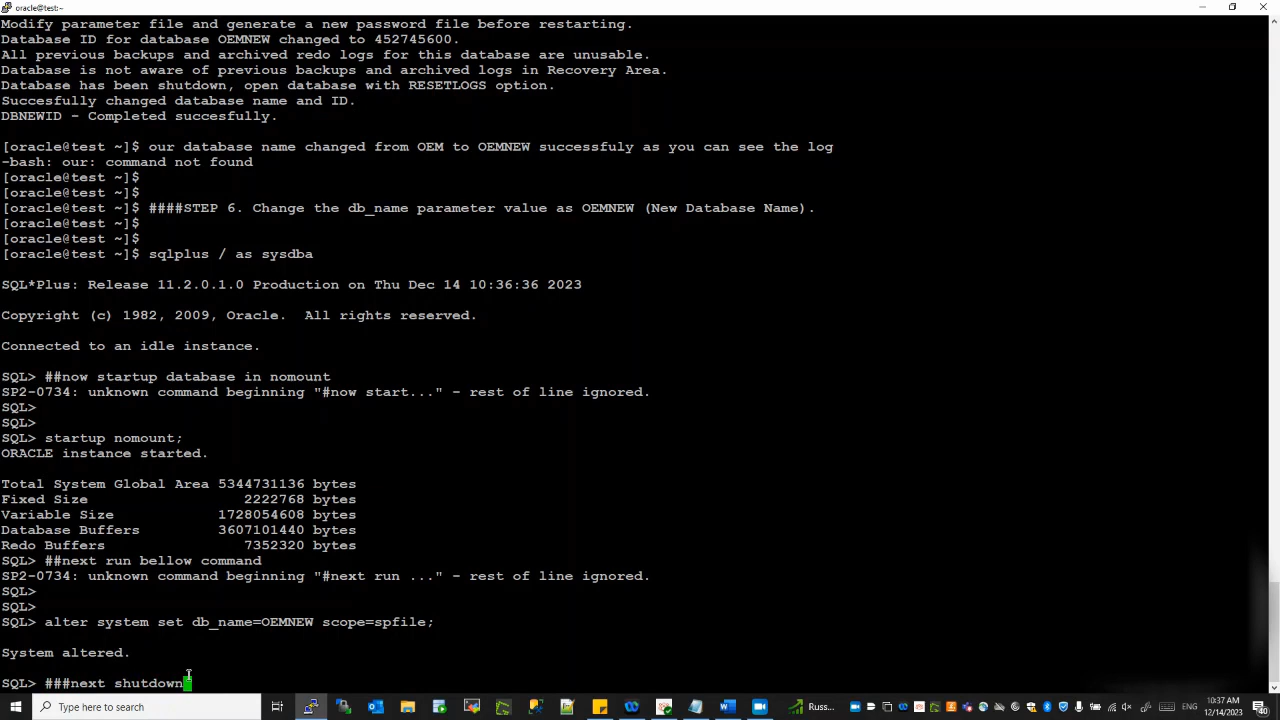 oracle@test:~
Modify parameter file and generate a new password file before restarting.
Database ID for database OEMNEW changed to 452745600.
All previous backups and archived redo logs for this database are unusable.
Database is not aware of previous backups and archived logs in Recovery Area.
Database has been shutdown, open database with RESETLOGS option.
Succesfully changed database name and ID.
DBNEWID - Completed succesfully.
[oracle@test ~]$ our database name changed from OEM to OEMNEW successfuly as you can see the log
-bash: our: command not found
[oracle@test ~]$
[oracle@test ~]$
[oracle@test ~]$ ####STEP 6. Change the db_name parameter value as OEMNEW (New Database Name).
[oracle@test ~]$
[oracle@test ~]$
[oracle@test ~]$ sqlplus / as sysdba
SQL*Plus: Release 11.2.0.1.0 Production on Thu Dec 14 10:36:36 2023
Copyright (c) 1982, 2009, Oracle.  All rights reserved.
Connected to an idle instance.
SQL> ##now startup database in nomount
SP2-0734: unknown command beginning "#now start..." - rest of line ignored.
SQL>
SQL>
SQL> startup nomount;
ORACLE instance started.
Total System Global Area 5344731136 bytes
Fixed Size 2222768 bytes
Variable Size 1728054608 bytes
Database Buffers 3607101440 bytes
Redo Buffers 7352320 bytes
SQL> ##next run bellow command
SP2-0734: unknown command beginning "#next run ..." - rest of line ignored.
SQL>
SQL>
SQL> alter system set db_name=OEMNEW scope=spfile;
System altered.
SQL> ###next shutdown
Type here to search
Russ...
ENG
10:37 AM
12/14/2023
40